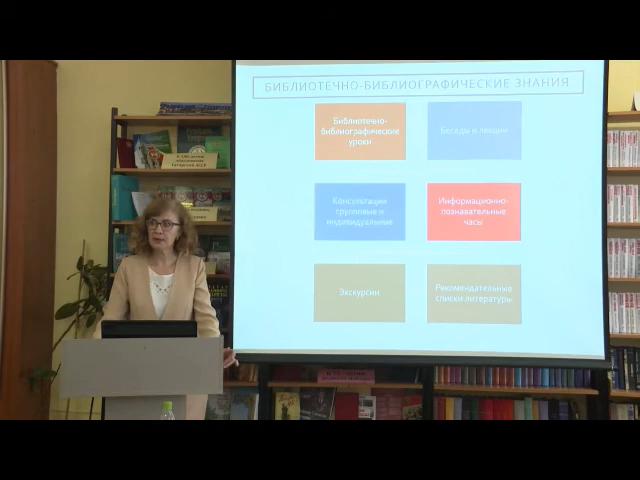 БИБЛИОТЕЧНО-БИБЛИОГРАФИЧЕСКИЕ ЗНАНИЯ
Библиотечно-
библиографические
уроки
Беседы и лекции
Консультации
групповые и
индивидуальные
Информационно-
познавательные
часы
Экскурсии
Рекомендательные
списки литературы